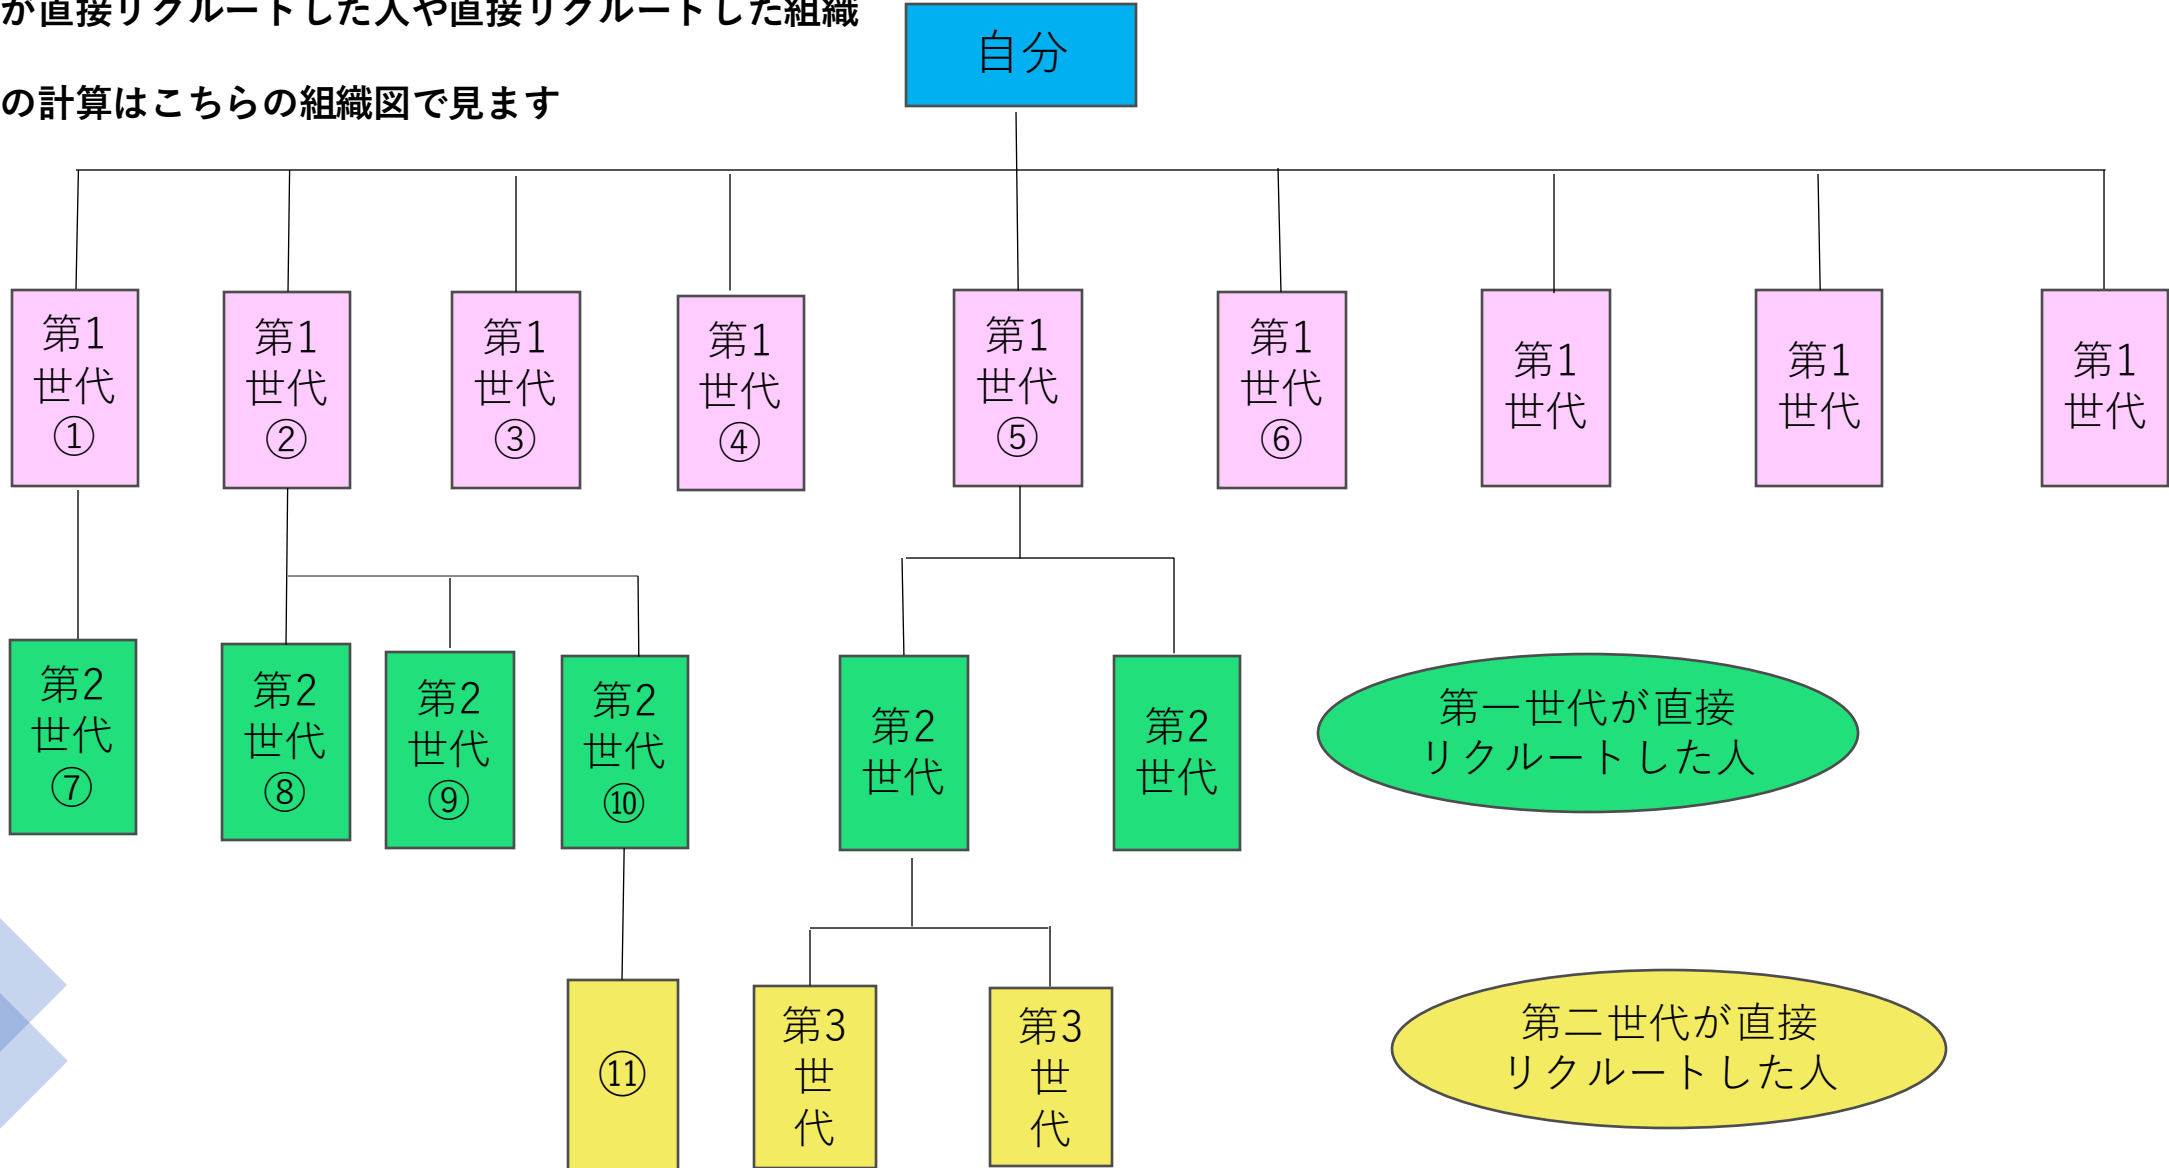 が直接リクルートした人や直接リクルートした組織
の計算はこちらの組織図で見ます
自分
第1
世代
①
第1
世代
②
第1
世代
③
第1
世代
④
第1
世代
⑤
第1
世代
⑥
第1
世代
第1
世代
第1
世代
第2
世代
⑦
第2
世代
⑧
第2
世代
⑨
第2
世代
⑩
第2
世代
第2
世代
第一世代が直接
リクルートした人
⑪
第3
世
代
第3
世
代
第二世代が直接
リクルートした人